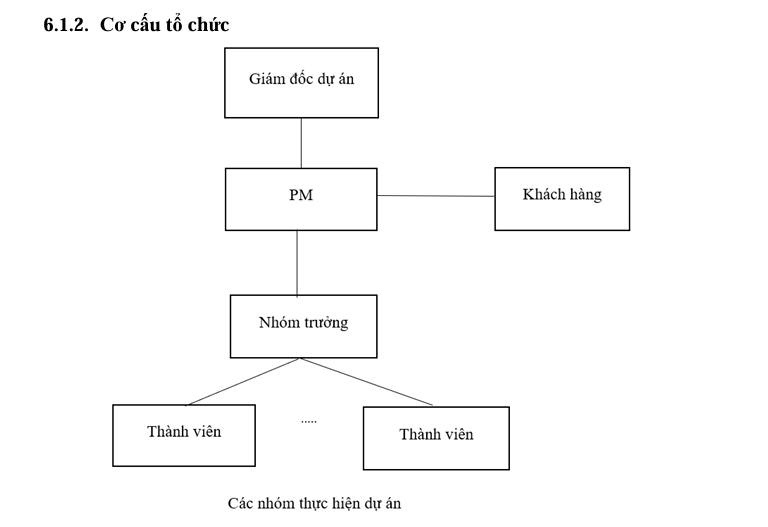 6.1.2. Cơ cấu tổ chức
Giám đốc dự án
PM
Khách hàng
Nhóm trưởng
Thành viên
.....
Thành viên
Các nhóm thực hiện dự án